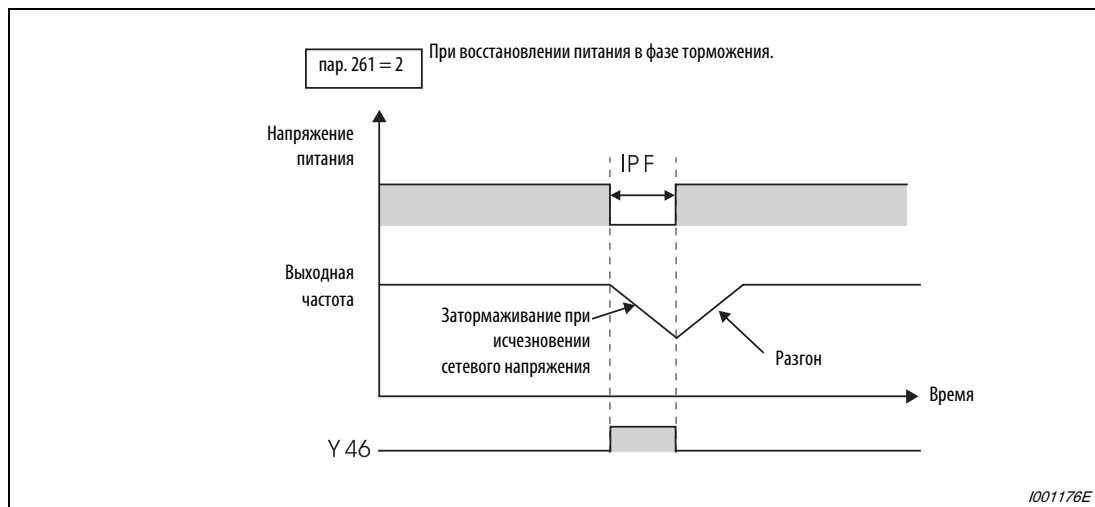 пар. 261 = 2
При восстановлении питания в фазе торможения.
Напряжение
питания
IPF
Выходная
частота
Затормаживание при
исчезновении
сетевого напряжения
Разгон
Время
Y 46
I001176E